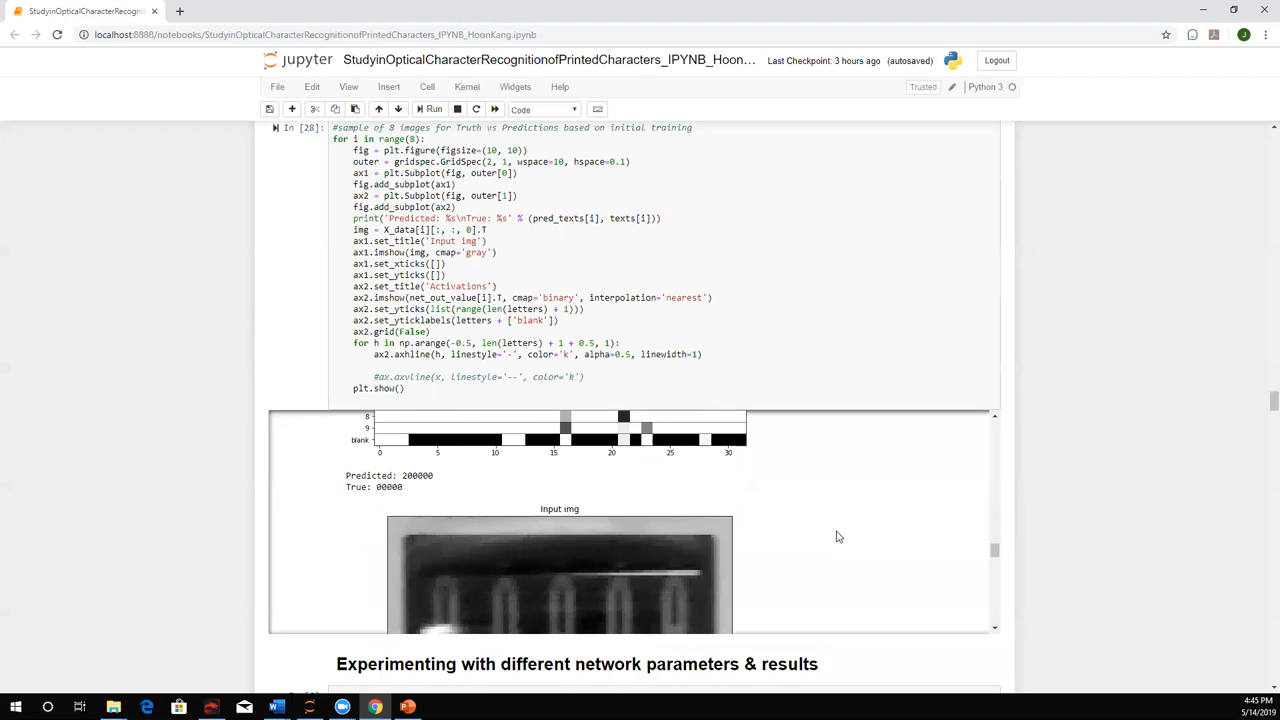 StudyinOpticalCharacterRecogniti
localhost:8888/notebooks/StudyinOpticalCharacterRecognitionofPrintedCharacters_IPYNB_HoonKang.ipynb
J
jupyter StudyinOpticalCharacterRecognitionofPrintedCharacters_IPYNB_Hoon... Last Checkpoint: 3 hours ago (autosaved) Logout
File Edit View Insert Cell Kernel Widgets Help Trusted Python 3
Run Code
In [28]: #sample of 8 images for Truth vs Predictions based on initial training
for i in range(8):
fig = plt.figure(figsize=(10, 10))
outer = gridspec.GridSpec(2, 1, wspace=10, hspace=0.1)
ax1 = plt.Subplot(fig, outer[0])
fig.add_subplot(ax1)
ax2 = plt.Subplot(fig, outer[1])
fig.add_subplot(ax2)
print('Predicted: %s\nTrue: %s' % (pred_texts[i], texts[i]))
img = X_data[i][:, :, 0].T
ax1.set_title('Input img')
ax1.imshow(img, cmap='gray')
ax1.set_xticks([])
ax1.set_yticks([])
ax2.set_title('Activations')
ax2.imshow(net_out_value[i].T, cmap='binary', interpolation='nearest')
ax2.set_yticks(list(range(len(letters) + 1)))
ax2.set_yticklabels(letters + ['blank'])
ax2.grid(False)
for h in np.arange(-0.5, len(letters) + 1 + 0.5, 1):
ax2.axhline(h, linestyle='-', color='k', alpha=0.5, linewidth=1)
#ax.axvline(x, linestyle='--', color='k')
plt.show()
8
9
blank
0 5 10 15 20 25 30
Predicted: 200000
True: 00000
Input img
00000
Experimenting with different network parameters & results
4:45 PM
5/14/2019